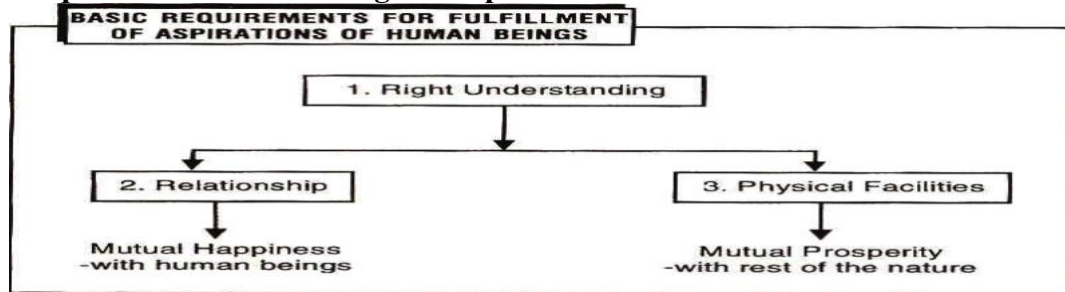 BASIC REQUIREMENTS FOR FULFILLMENT
OF ASPIRATIONS OF HUMAN BEINGS
1. Right Understanding
2. Relationship
3. Physical Facilities
Mutual Happiness
-with human beings
Mutual Prosperity
-with rest of the nature